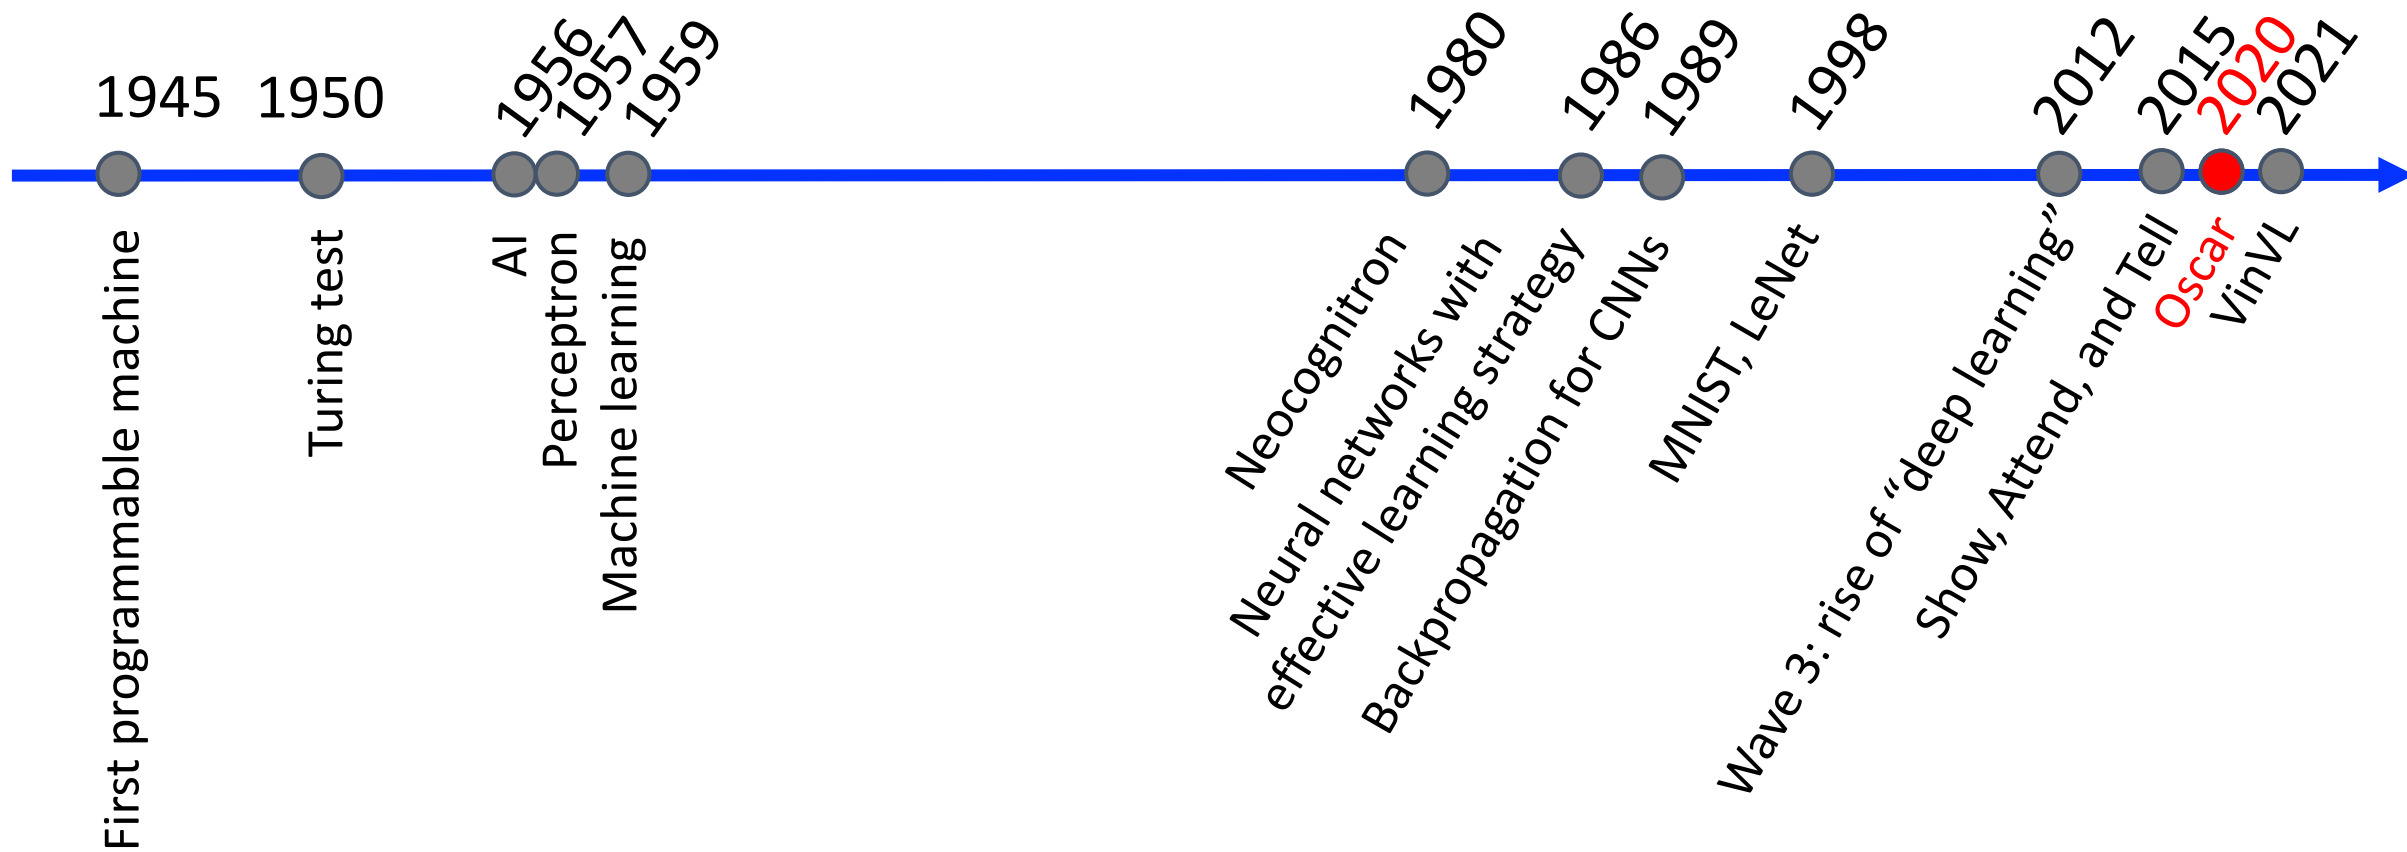 1945
1950
1956
1957
1959
1980
1986
1989
1998
2012
2015
2020
2021
First programmable machine
Turing test
AI
Perceptron
Machine learning
Neocognitron
Neural networks with
effective learning strategy
Backpropagation for CNNs
MNIST, LeNet
Wave 3: rise of “deep learning”
Show, Attend, and Tell
Oscar
VinVL